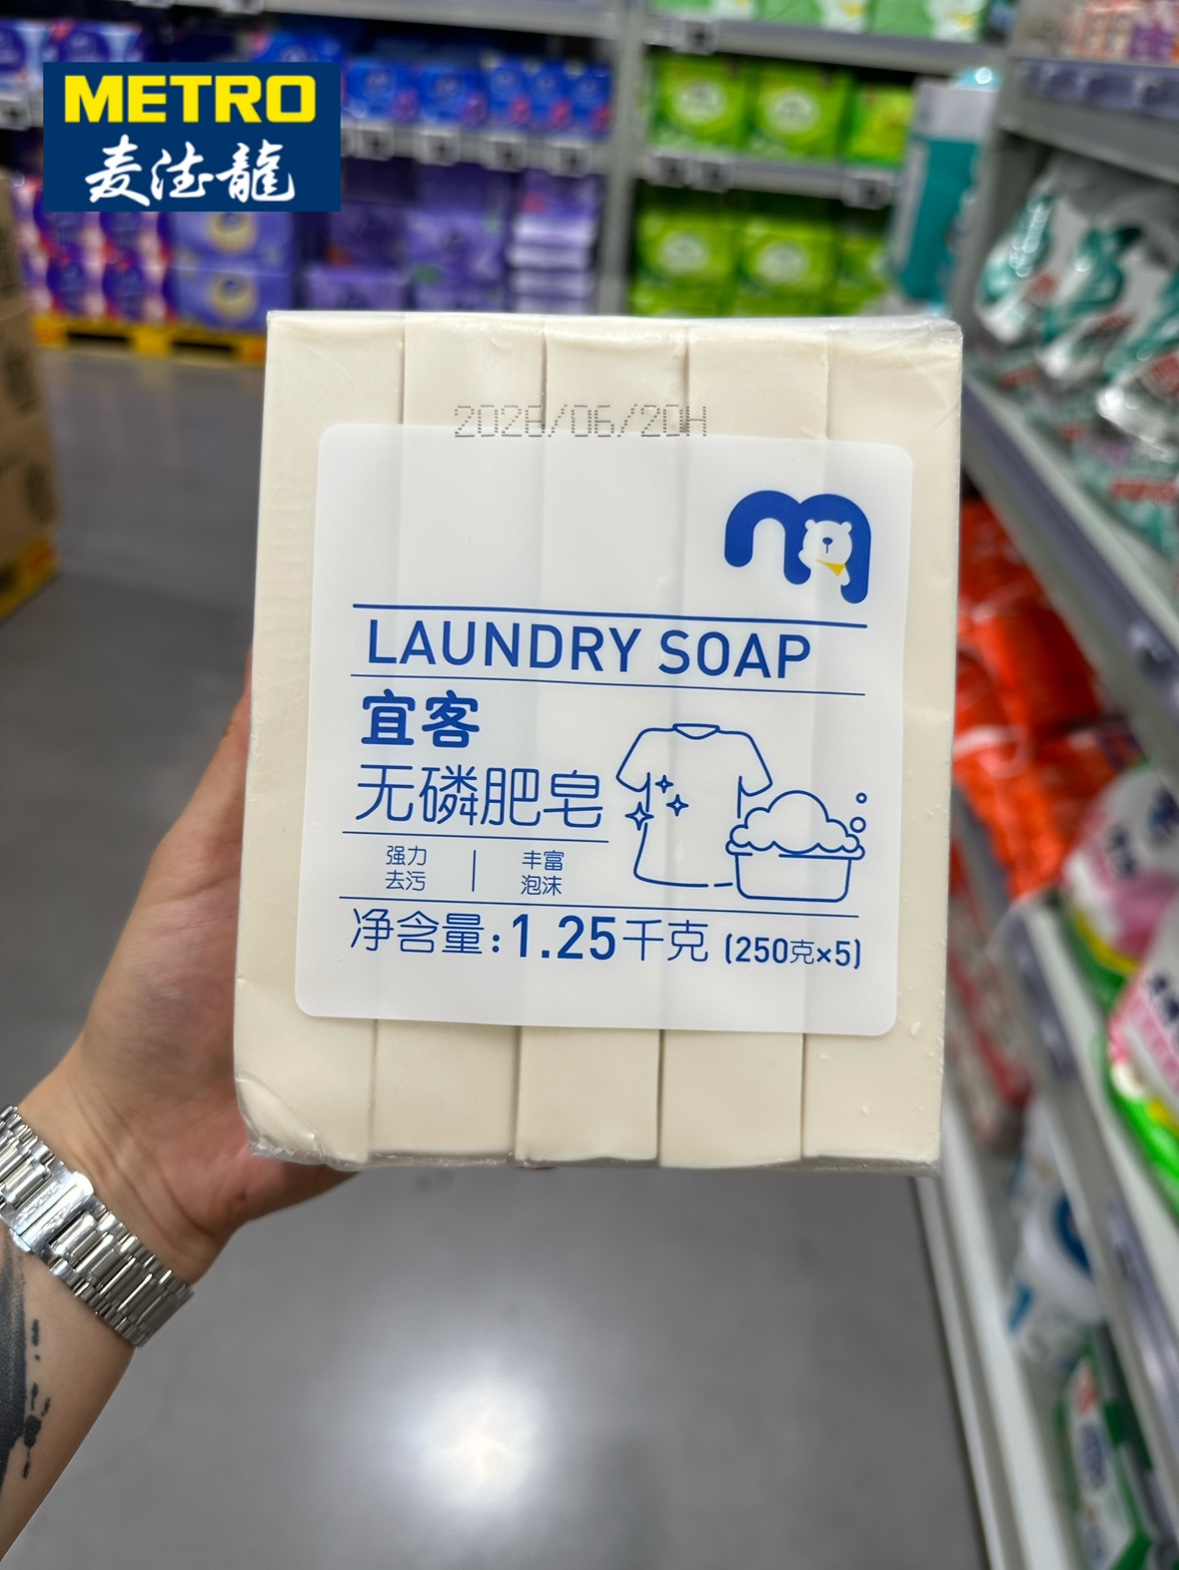 METRO
麦德龍
2026/06/20H
LAUNDRY SOAP
宜客
无磷肥皂
强力
去污
丰富
泡沫
净含量:1.25千克 (250克×5)